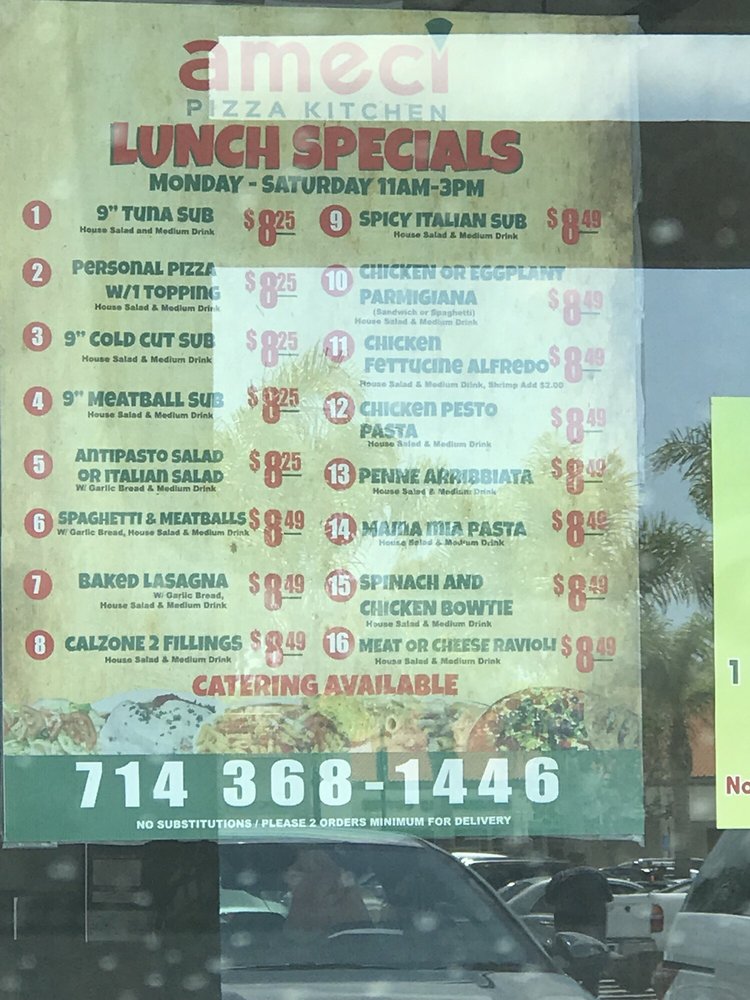 ameci
PIZZA KITCHEN
LUNCH SPECIALS
MONDAY - SATURDAY 11AM-3PM
1 9" TUNA SUB $8.25
House Salad and Medium Drink
2 PERSONAL PIZZA
W/1 TOPPING $8.25
House Salad & Medium Drink
3 9" COLD CUT SUB $8.25
House Salad & Medium Drink
4 9" MEATBALL SUB $8.25
House Salad & Medium Drink
5 ANTIPASTO SALAD
OR ITALIAN SALAD $8.25
W/ Garlic Bread & Medium Drink
6 SPAGHETTI & MEATBALLS $8.49
W/ Garlic Bread, House Salad & Medium Drink
7 BAKED LASAGNA $8.49
W/ Garlic Bread,
House Salad & Medium Drink
8 CALZONE 2 FILLINGS $8.49
House Salad & Medium Drink
9 SPICY ITALIAN SUB $8.49
House Salad & Medium Drink
10 CHICKEN OR EGGPLANT
PARMIGIANA $8.49
(Sandwich or Spaghetti)
House Salad & Medium Drink
11 CHICKEN
FETTUCINE ALFREDO $8.49
House Salad & Medium Drink, Shrimp Add $2.00
12 CHICKEN PESTO
PASTA $8.49
House Salad & Medium Drink
13 PENNE ARRIBBIATA $8.49
House Salad & Medium Drink
14 MAMA MIA PASTA $8.49
House Salad & Medium Drink
15 SPINACH AND
CHICKEN BOWTIE $8.49
House Salad & Medium Drink
16 MEAT OR CHEESE RAVIOLI $8.49
House Salad & Medium Drink
CATERING AVAILABLE
714 368-1446
NO SUBSTITUTIONS / PLEASE 2 ORDERS MINIMUM FOR DELIVERY
1
No